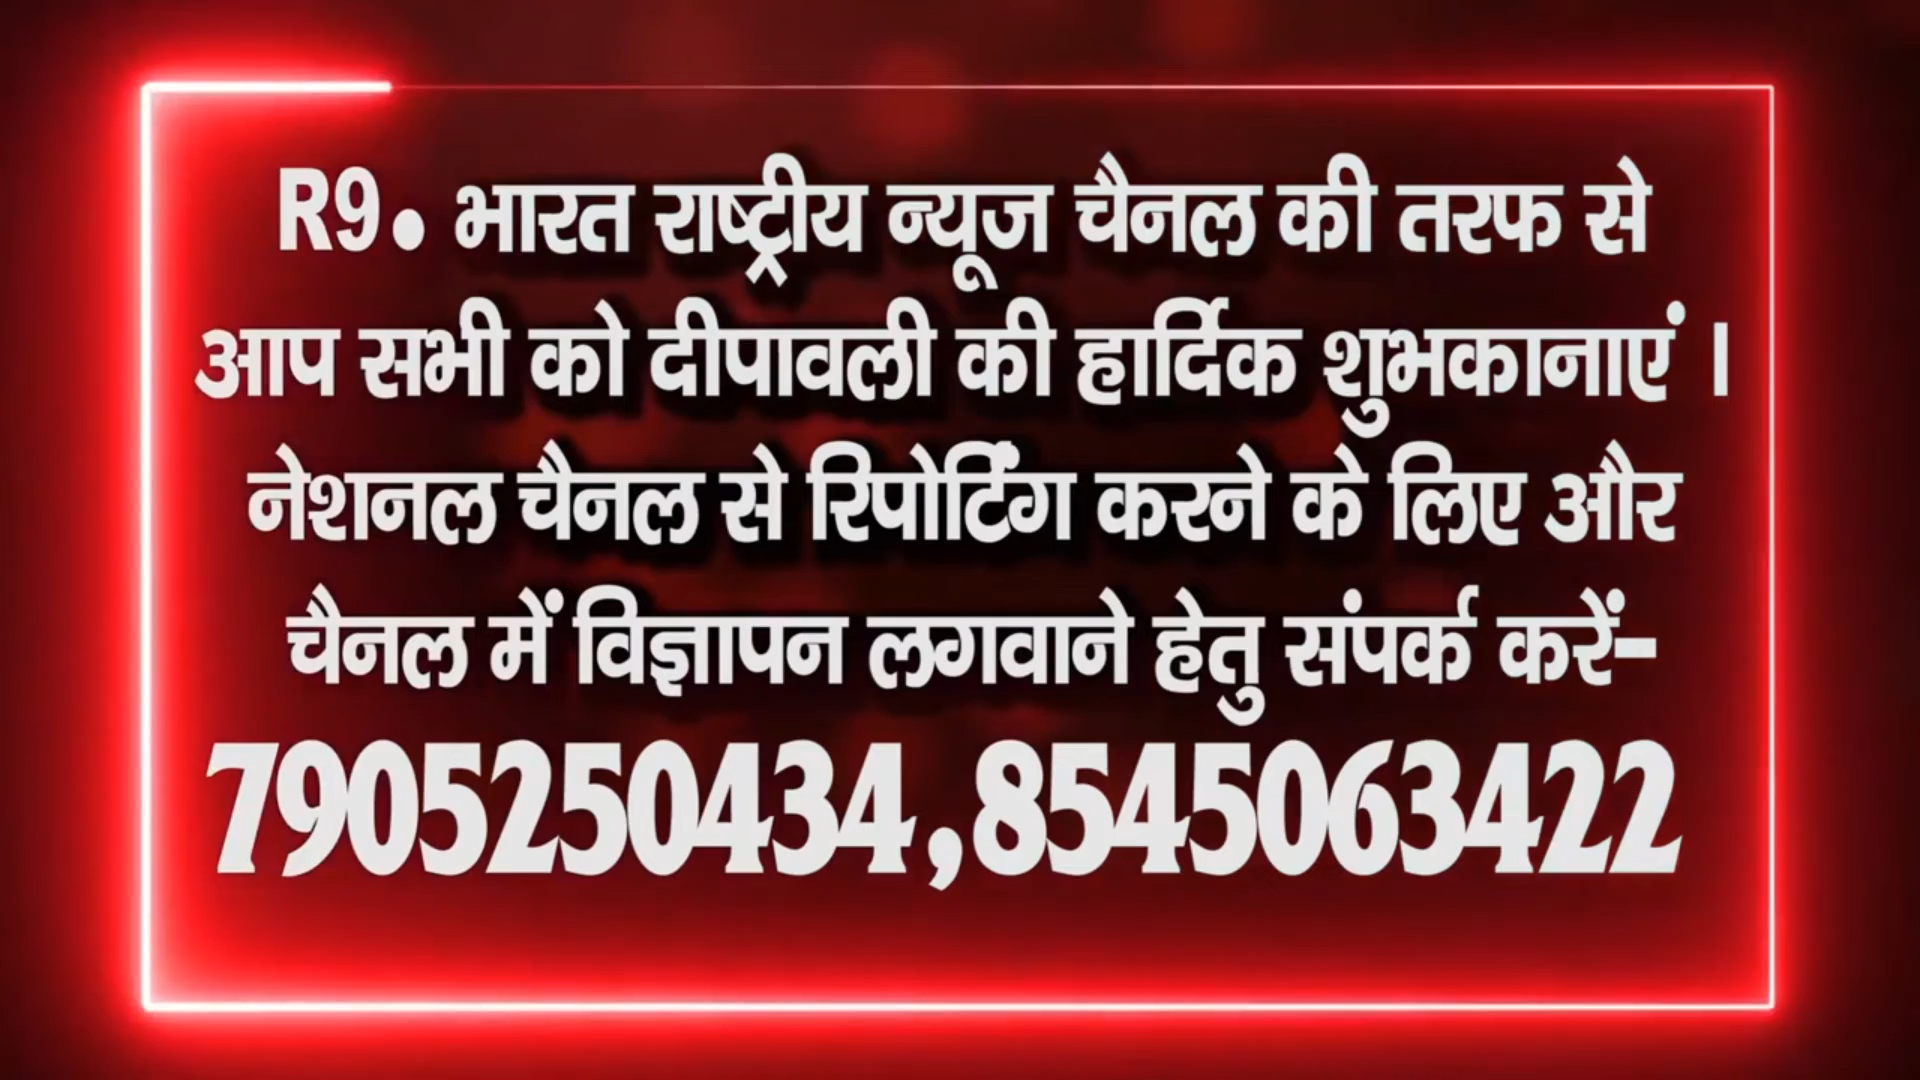 R9. भारत राष्ट्रीय न्यूज चैनल की तरफ से
आप सभी को दीपावली की हार्दिक शुभकानाएं ।
नेशनल चैनल से रिपोर्टिंग करने के लिए और
चैनल में विज्ञापन लगवाने हेतु संपर्क करें-
7905250434,8545063422